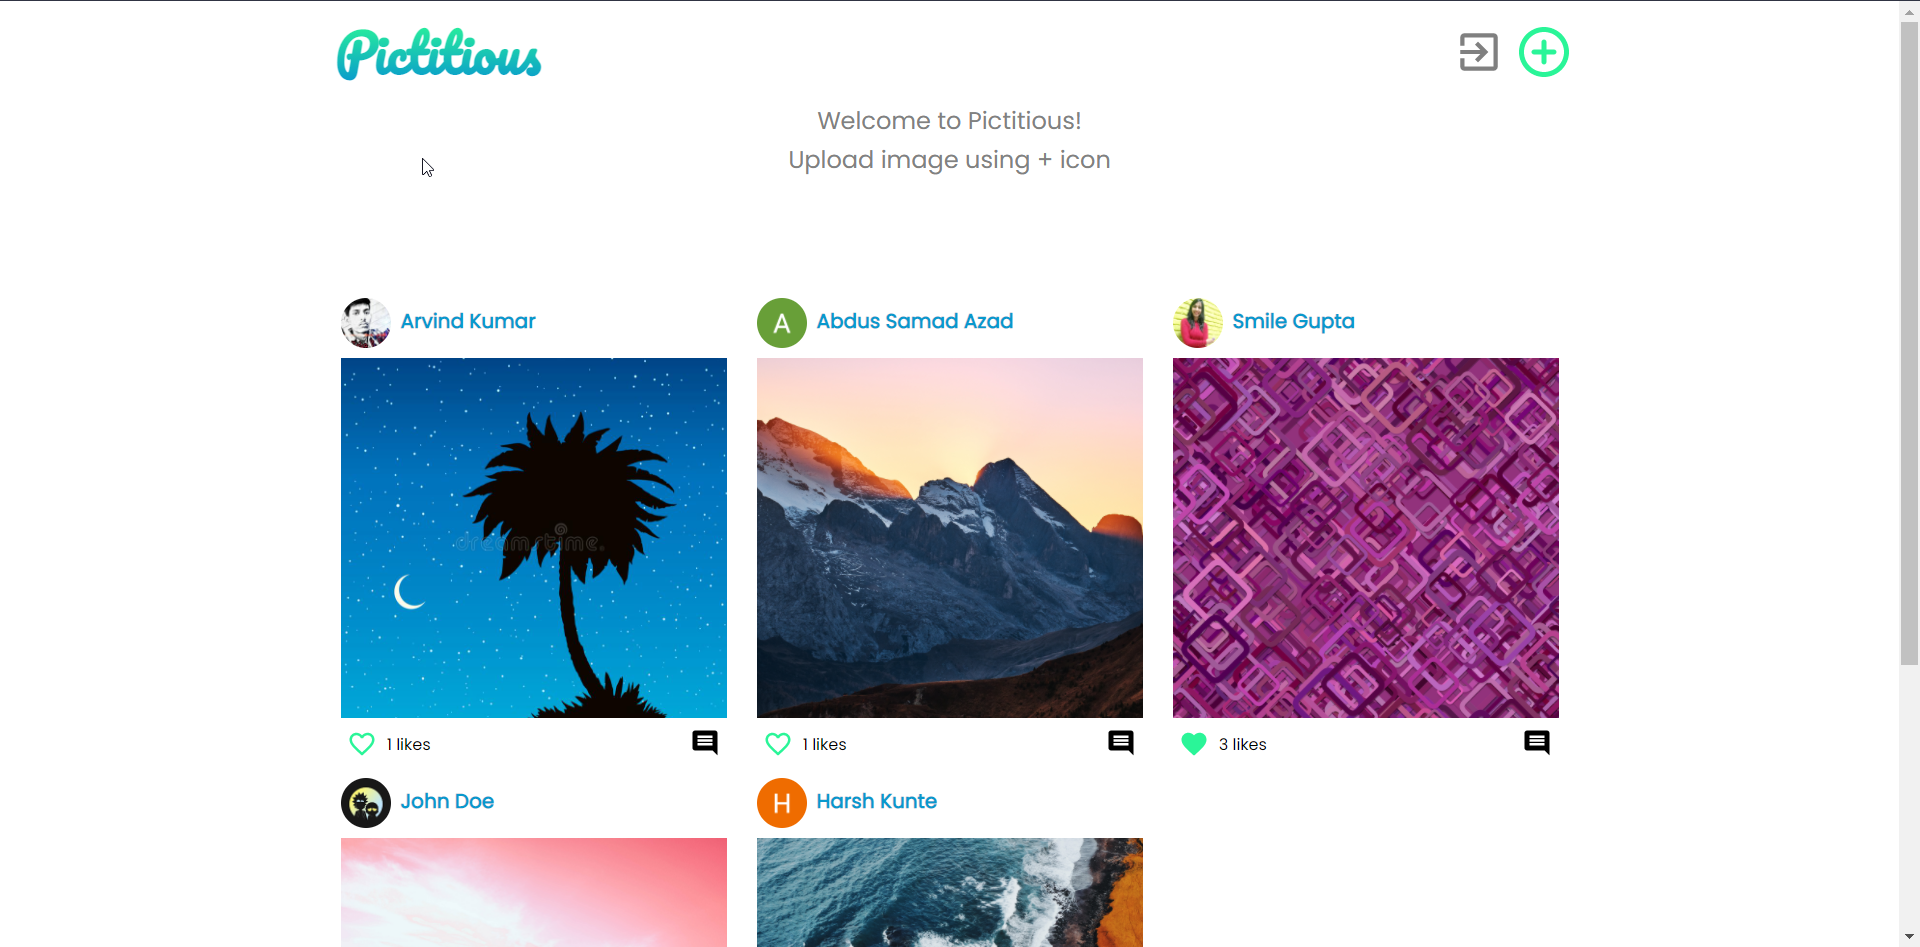 Pictitious
Welcome to Pictitious!
Upload image using + icon
Arvind Kumar
A
Abdus Samad Azad
Smile Gupta
dreamstime.
1 likes
1 likes
3 likes
John Doe
H
Harsh Kunte